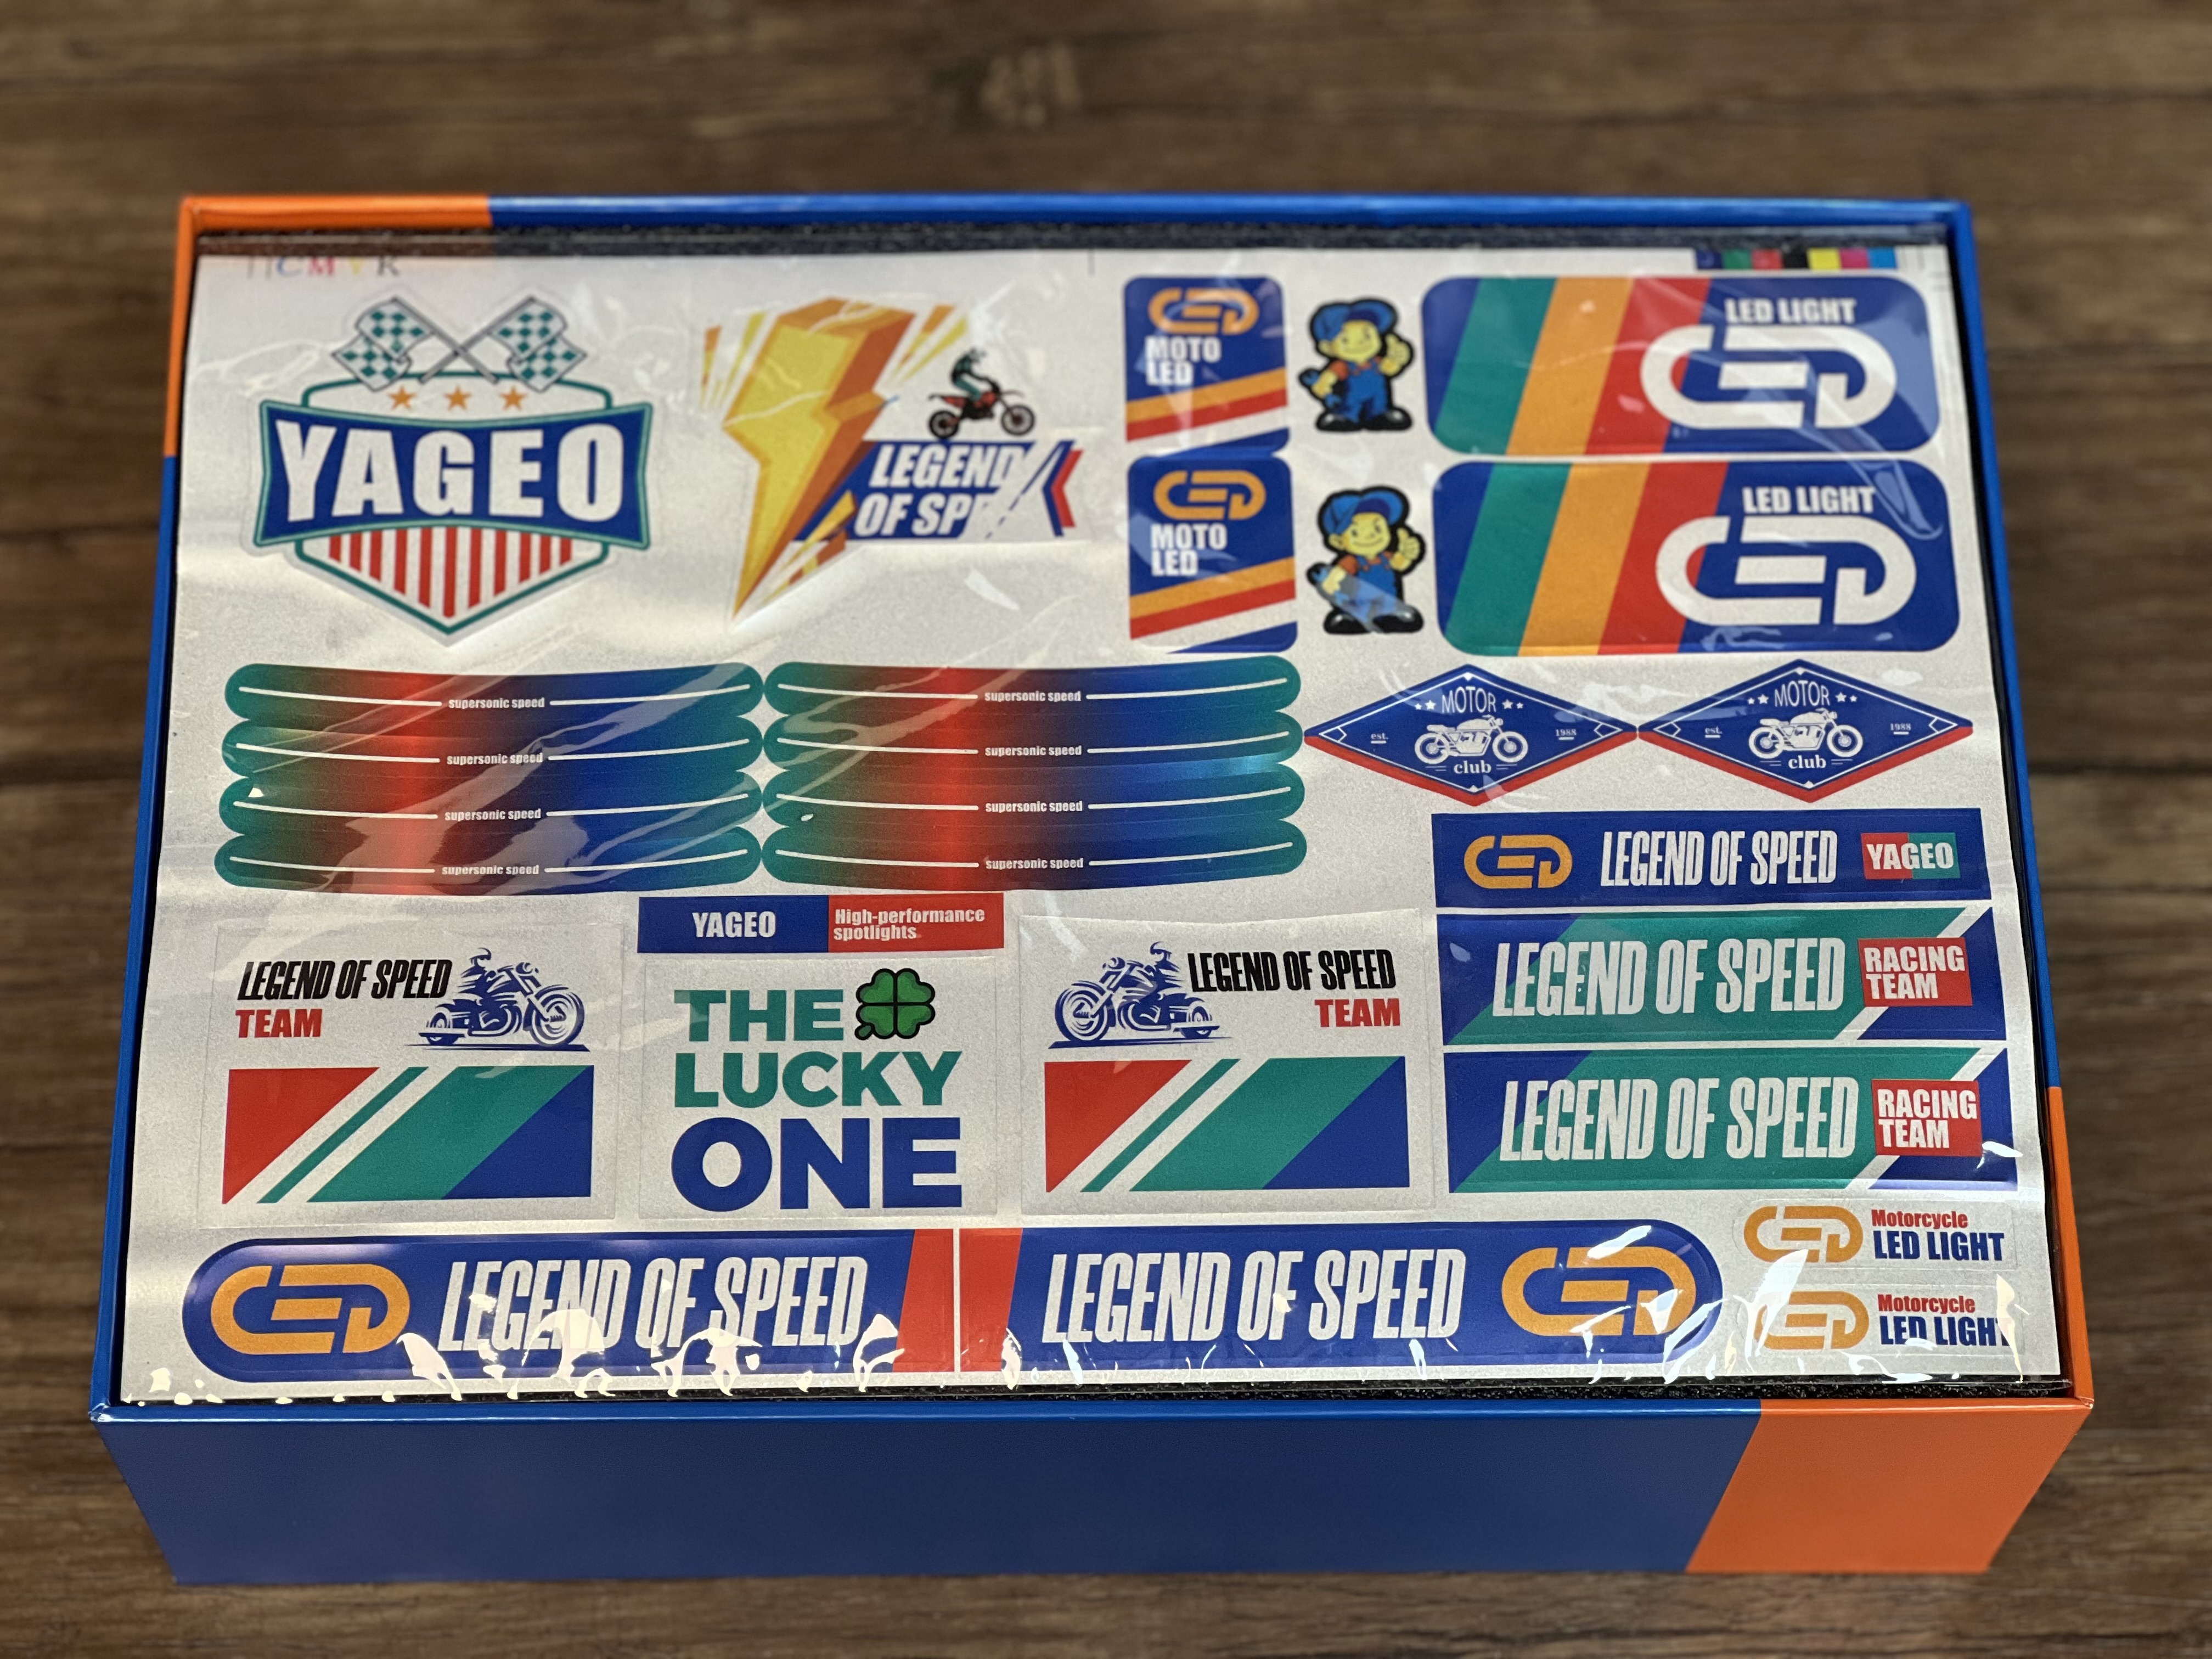 CMYK
YAGEO
LEGEND
OF SPE
MOTO
LED
LED LIGHT
MOTO
LED
LED LIGHT
supersonic speed
supersonic speed
supersonic speed
supersonic speed
supersonic speed
supersonic speed
supersonic speed
supersonic speed
MOTOR
est.
1988
club
MOTOR
est.
1988
club
LEGEND OF SPEED
YAGEO
LEGEND OF SPEED
RACING
TEAM
LEGEND OF SPEED
RACING
TEAM
YAGEO
High-performance
spotlights
LEGEND OF SPEED
TEAM
THE
LUCKY
ONE
LEGEND OF SPEED
TEAM
LEGEND OF SPEED
LEGEND OF SPEED
Motorcycle
LED LIGHT
Motorcycle
LED LIGHT